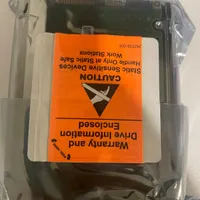 Warranty and
Drive Information
Enclosed
CAUTION
Static Sensitive Devices
Handle Only at Static Safe
Work Stations